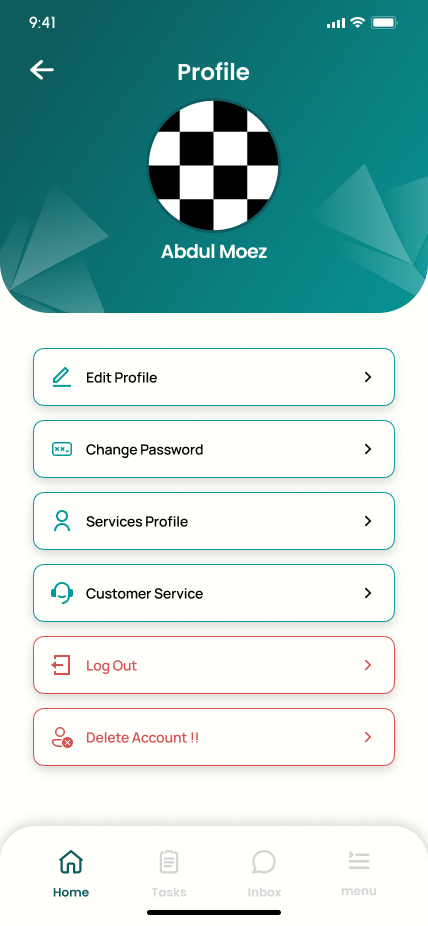 9:41
Profile
Abdul Moez
Edit Profile
Change Password
Services Profile
Customer Service
Log Out
Delete Account !!
Home
Tasks
Inbox
menu